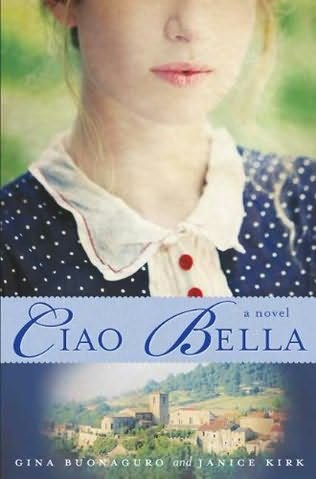 a novel
Ciao Bella
Gina Buonaguro and Janice Kirk